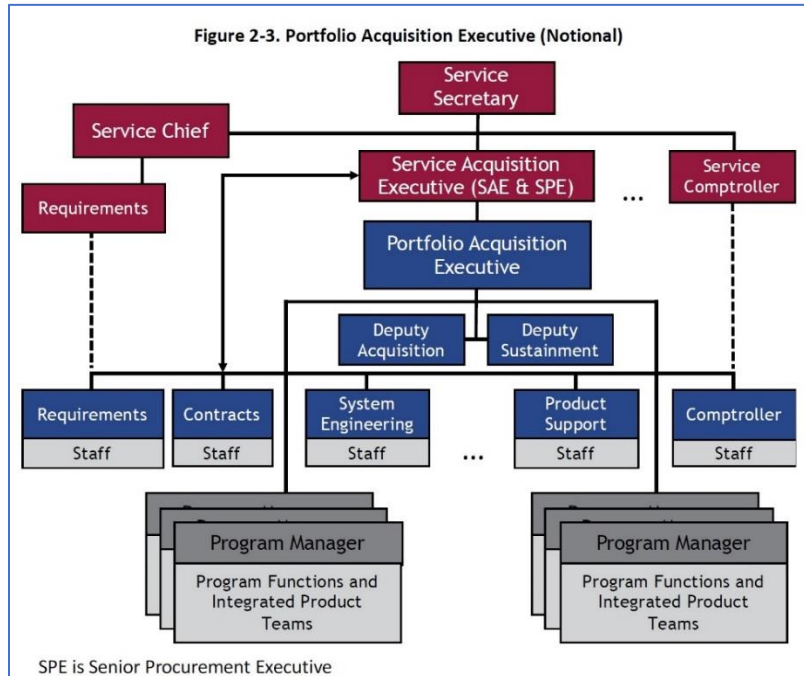 Figure 2-3. Portfolio Acquisition Executive (Notional)
Service
Secretary
Service Chief
Service Acquisition
Executive (SAE & SPE)
Service
Comptroller
Requirements
...
Portfolio Acquisition
Executive
Deputy
Acquisition
Deputy
Sustainment
Requirements
Staff
Contracts
Staff
System
Engineering
Staff
...
Product
Support
Staff
Comptroller
Staff
Program Manager
Program Functions and
Integrated Product
Teams
Program Manager
Program Functions and
Integrated Product
Teams
SPE is Senior Procurement Executive